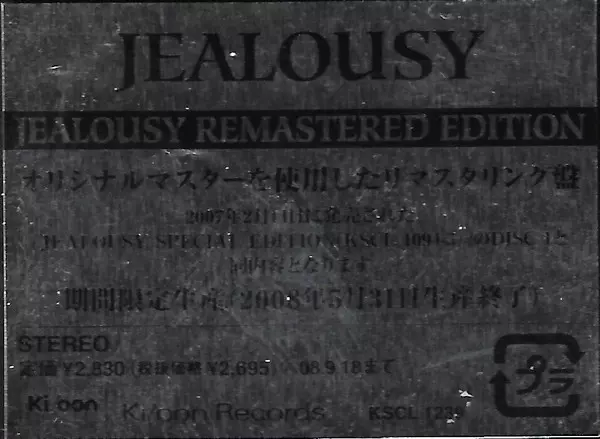 JEALOUSY
JEALOUSY REMASTERED EDITION
オリジナルマスターを使用したリマスタリング盤
2007年2月14日に発売された
JEALOUSY SPECIAL EDITION(KSCL 1091-3)のDISC 1と
同内容となります
期間限定生産(2008年5月31日生産終了)
STEREO
定価¥2,830(税抜価格¥2,695) 08.9.18まで
Ki/oon Ki/oon Records KSCL
プラ